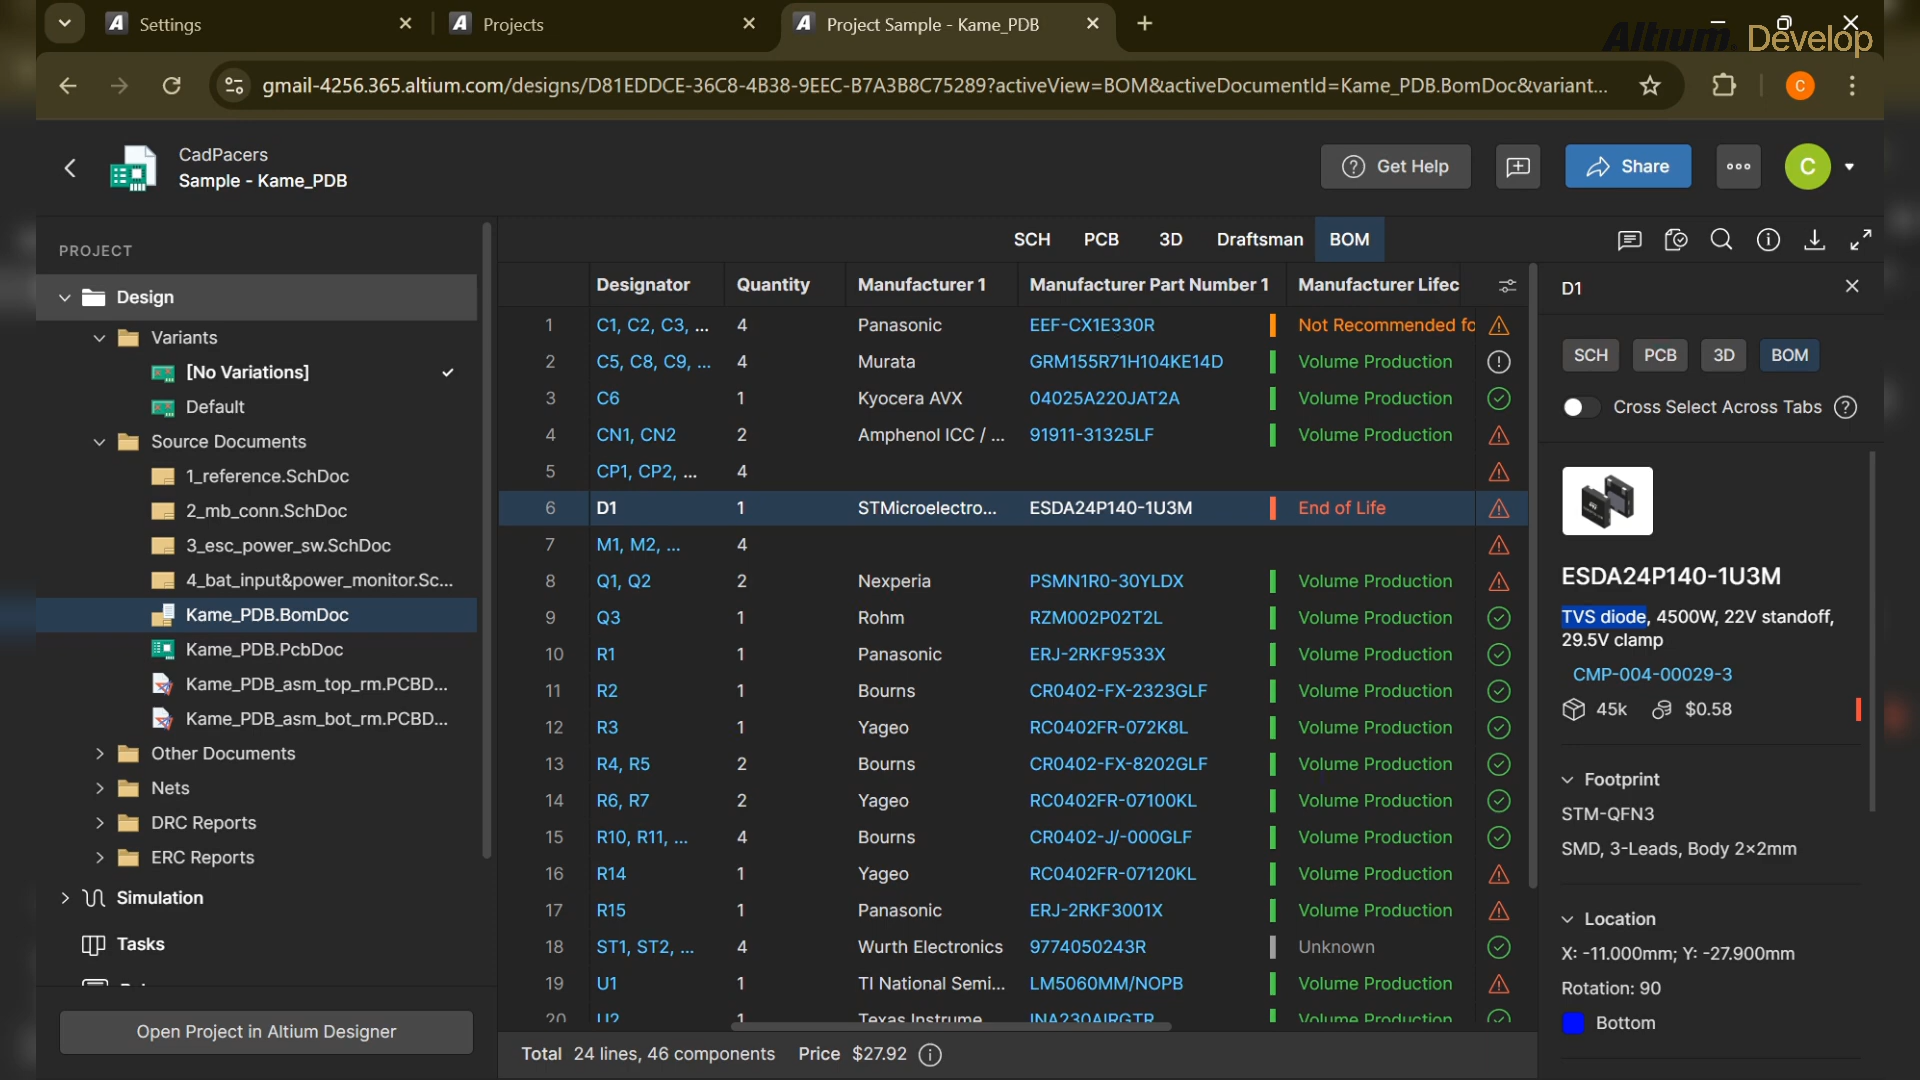 Settings
Projects
Project Sample - Kame_PDB
Altium Develop
gmail-4256.365.altium.com/designs/D81EDDCE-36C8-4B38-9EEC-B7A3B8C75289?activeView=BOM&activeDocumentId=Kame_PDB.BomDoc&variant...
C
CadPacers
Sample - Kame_PDB
Get Help
Share
C
PROJECT
Design
Variants
[No Variations]
Default
Source Documents
1_reference.SchDoc
2_mb_conn.SchDoc
3_esc_power_sw.SchDoc
4_bat_input&power_monitor.Sc...
Kame_PDB.BomDoc
Kame_PDB.PcbDoc
Kame_PDB_asm_top_rm.PCBD...
Kame_PDB_asm_bot_rm.PCBD...
Other Documents
Nets
DRC Reports
ERC Reports
Simulation
Tasks
Open Project in Altium Designer
SCH PCB 3D Draftsman BOM
Designator Quantity Manufacturer 1 Manufacturer Part Number 1 Manufacturer Lifec
1 C1, C2, C3, ... 4 Panasonic EEF-CX1E330R Not Recommended fo
2 C5, C8, C9, ... 4 Murata GRM155R71H104KE14D Volume Production
3 C6 1 Kyocera AVX 04025A220JAT2A Volume Production
4 CN1, CN2 2 Amphenol ICC / ... 91911-31325LF Volume Production
5 CP1, CP2, ... 4
6 D1 1 STMicroelectro... ESDA24P140-1U3M End of Life
7 M1, M2, ... 4
8 Q1, Q2 2 Nexperia PSMN1R0-30YLDX Volume Production
9 Q3 1 Rohm RZM002P02T2L Volume Production
10 R1 1 Panasonic ERJ-2RKF9533X Volume Production
11 R2 1 Bourns CR0402-FX-2323GLF Volume Production
12 R3 1 Yageo RC0402FR-072K8L Volume Production
13 R4, R5 2 Bourns CR0402-FX-8202GLF Volume Production
14 R6, R7 2 Yageo RC0402FR-07100KL Volume Production
15 R10, R11, ... 4 Bourns CR0402-J/-000GLF Volume Production
16 R14 1 Yageo RC0402FR-07120KL Volume Production
17 R15 1 Panasonic ERJ-2RKF3001X Volume Production
18 ST1, ST2, ... 4 Wurth Electronics 9774050243R Unknown
19 U1 1 TI National Semi... LM5060MM/NOPB Volume Production
20 U2 1 Texas Instrume... INA230AIRGTR Volume Production
Total 24 lines, 46 components Price $27.92
D1
SCH PCB 3D BOM
Cross Select Across Tabs
ESDA24P140-1U3M
TVS diode, 4500W, 22V standoff,
29.5V clamp
CMP-004-00029-3
45k $0.58
Footprint
STM-QFN3
SMD, 3-Leads, Body 2×2mm
Location
X: -11.000mm; Y: -27.900mm
Rotation: 90
Bottom